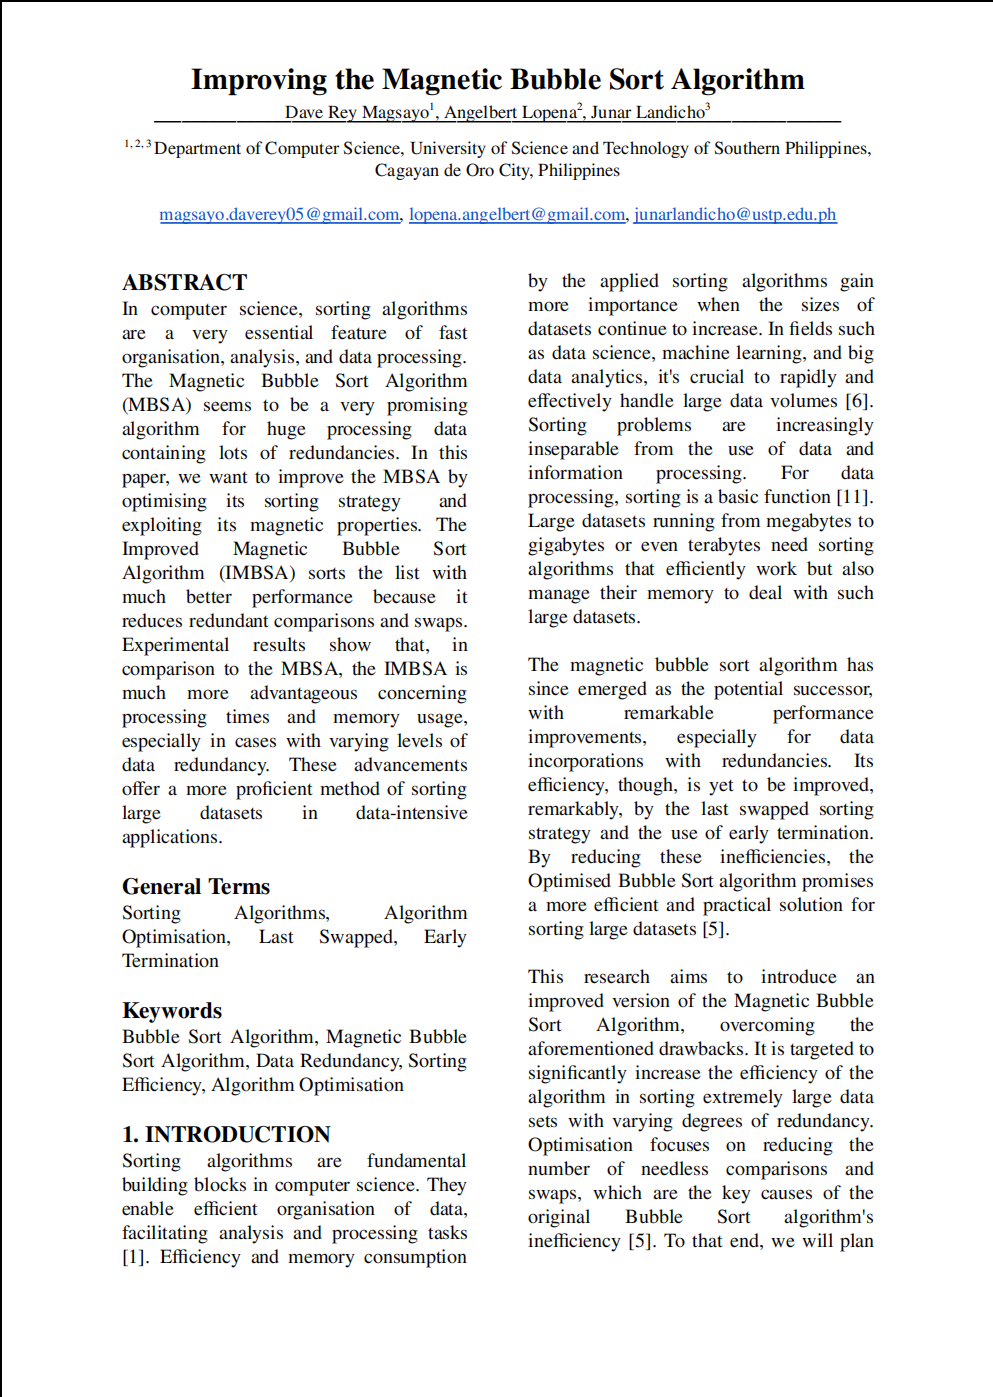 Improving the Magnetic Bubble Sort Algorithm
Dave Rey Magsayo1, Angelbert Lopena2, Junar Landicho3
1, 2, 3 Department of Computer Science, University of Science and Technology of Southern Philippines,
Cagayan de Oro City, Philippines
magsayo.daverey05@gmail.com, lopena.angelbert@gmail.com, junarlandicho@ustp.edu.ph
ABSTRACT
In computer science, sorting algorithms
are a very essential feature of fast
organisation, analysis, and data processing.
The Magnetic Bubble Sort Algorithm
(MBSA) seems to be a very promising
algorithm for huge processing data
containing lots of redundancies. In this
paper, we want to improve the MBSA by
optimising its sorting strategy and
exploiting its magnetic properties. The
Improved Magnetic Bubble Sort
Algorithm (IMBSA) sorts the list with
much better performance because it
reduces redundant comparisons and swaps.
Experimental results show that, in
comparison to the MBSA, the IMBSA is
much more advantageous concerning
processing times and memory usage,
especially in cases with varying levels of
data redundancy. These advancements
offer a more proficient method of sorting
large datasets in data-intensive
applications.
General Terms
Sorting Algorithms, Algorithm
Optimisation, Last Swapped, Early
Termination
Keywords
Bubble Sort Algorithm, Magnetic Bubble
Sort Algorithm, Data Redundancy, Sorting
Efficiency, Algorithm Optimisation
1. INTRODUCTION
Sorting algorithms are fundamental
building blocks in computer science. They
enable efficient organisation of data,
facilitating analysis and processing tasks
[1]. Efficiency and memory consumption
by the applied sorting algorithms gain
more importance when the sizes of
datasets continue to increase. In fields such
as data science, machine learning, and big
data analytics, it's crucial to rapidly and
effectively handle large data volumes [6].
Sorting problems are increasingly
inseparable from the use of data and
information processing. For data
processing, sorting is a basic function [11].
Large datasets running from megabytes to
gigabytes or even terabytes need sorting
algorithms that efficiently work but also
manage their memory to deal with such
large datasets.
The magnetic bubble sort algorithm has
since emerged as the potential successor,
with remarkable performance
improvements, especially for data
incorporations with redundancies. Its
efficiency, though, is yet to be improved,
remarkably, by the last swapped sorting
strategy and the use of early termination.
By reducing these inefficiencies, the
Optimised Bubble Sort algorithm promises
a more efficient and practical solution for
sorting large datasets [5].
This research aims to introduce an
improved version of the Magnetic Bubble
Sort Algorithm, overcoming the
aforementioned drawbacks. It is targeted to
significantly increase the efficiency of the
algorithm in sorting extremely large data
sets with varying degrees of redundancy.
Optimisation focuses on reducing the
number of needless comparisons and
swaps, which are the key causes of the
original Bubble Sort algorithm's
inefficiency [5]. To that end, we will plan